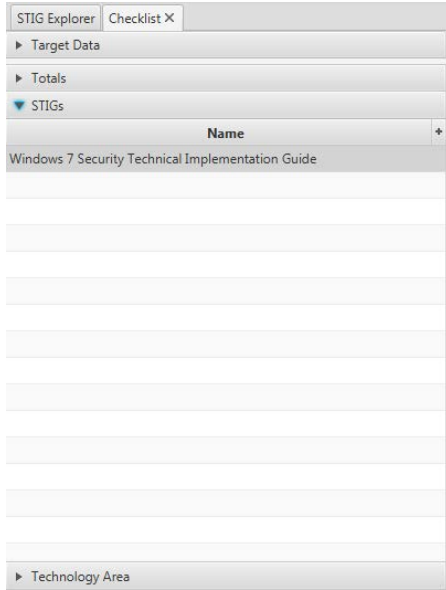 STIG Explorer Checklist X
Target Data
Totals
STIGs
Name +
Windows 7 Security Technical Implementation Guide
Technology Area